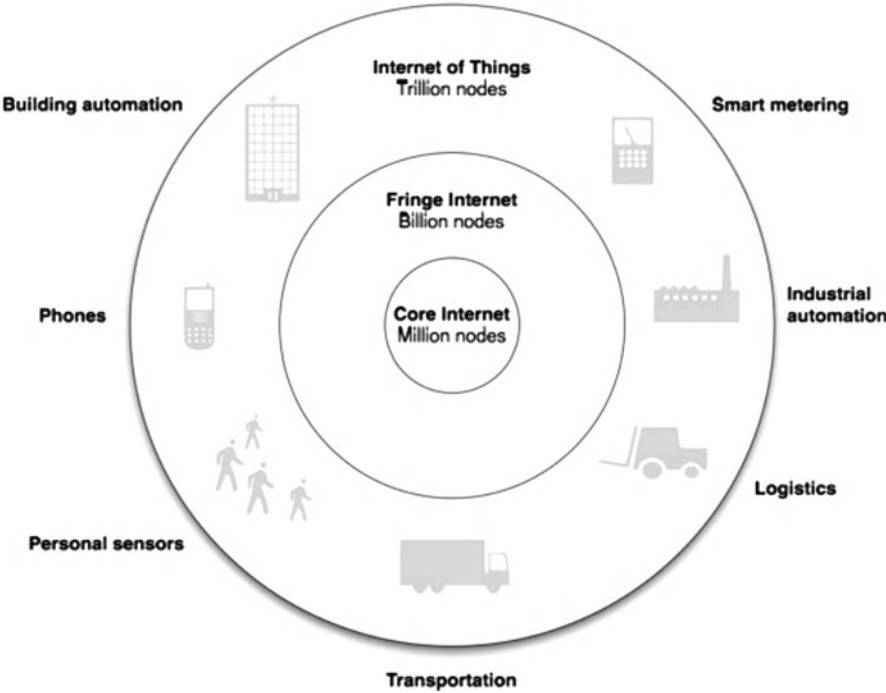 Internet of Things
Trillion nodes
Building automation
Smart metering
Fringe Internet
Billion nodes
Phones
Core Internet
Million nodes
Industrial
automation
Logistics
Personal sensors
Transportation